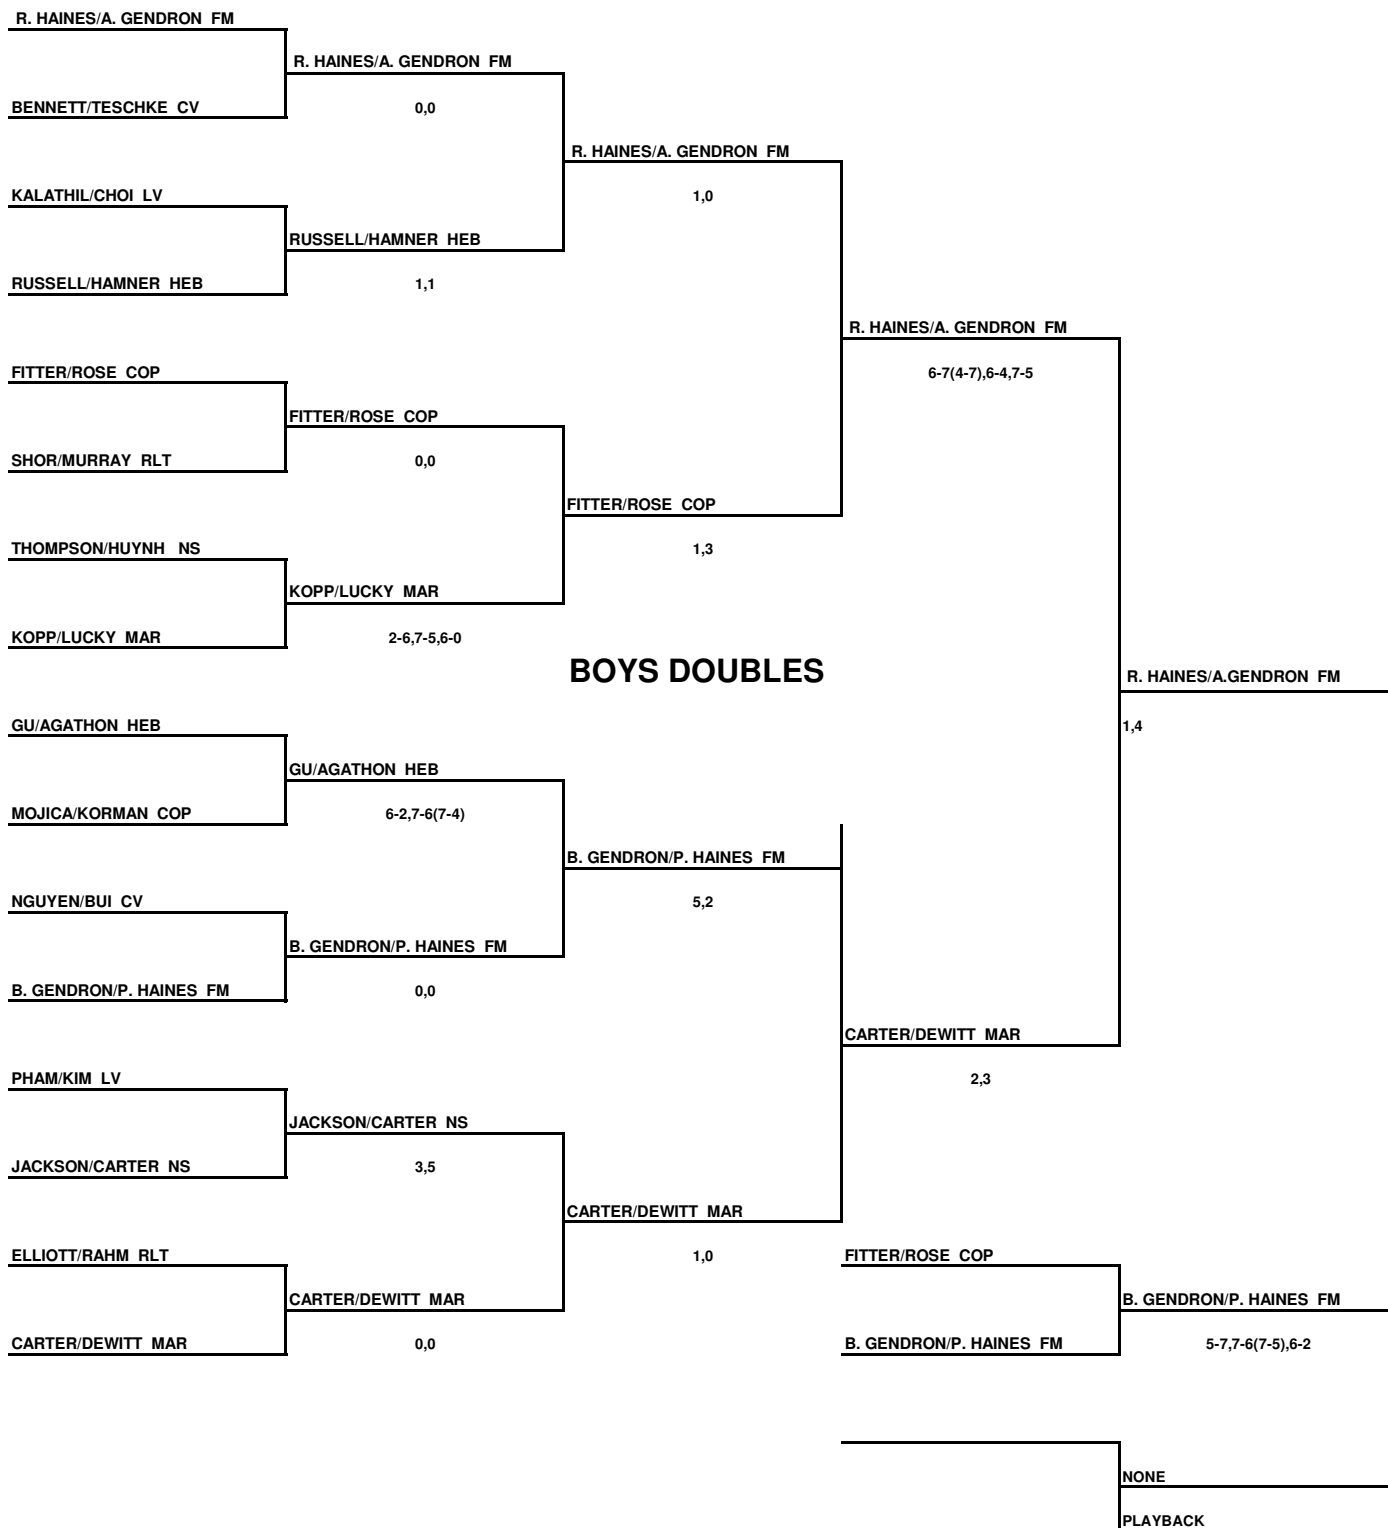 R. HAINES/A. GENDRON FM
R. HAINES/A. GENDRON FM
BENNETT/TESCHKE CV
0,0
R. HAINES/A. GENDRON FM
KALATHIL/CHOI LV
1,0
RUSSELL/HAMNER HEB
RUSSELL/HAMNER HEB
1,1
R. HAINES/A. GENDRON FM
FITTER/ROSE COP
6-7(4-7),6-4,7-5
FITTER/ROSE COP
SHOR/MURRAY RLT
0,0
FITTER/ROSE COP
THOMPSON/HUYNH NS
1,3
KOPP/LUCKY MAR
KOPP/LUCKY MAR
2-6,7-5,6-0
BOYS DOUBLES
R. HAINES/A.GENDRON FM
GU/AGATHON HEB
1,4
GU/AGATHON HEB
MOJICA/KORMAN COP
6-2,7-6(7-4)
B. GENDRON/P. HAINES FM
NGUYEN/BUI CV
5,2
B. GENDRON/P. HAINES FM
B. GENDRON/P. HAINES FM
0,0
CARTER/DEWITT MAR
PHAM/KIM LV
2,3
JACKSON/CARTER NS
JACKSON/CARTER NS
3,5
CARTER/DEWITT MAR
ELLIOTT/RAHM RLT
1,0
FITTER/ROSE COP
CARTER/DEWITT MAR
B. GENDRON/P. HAINES FM
CARTER/DEWITT MAR
0,0
B. GENDRON/P. HAINES FM
5-7,7-6(7-5),6-2
NONE
PLAYBACK